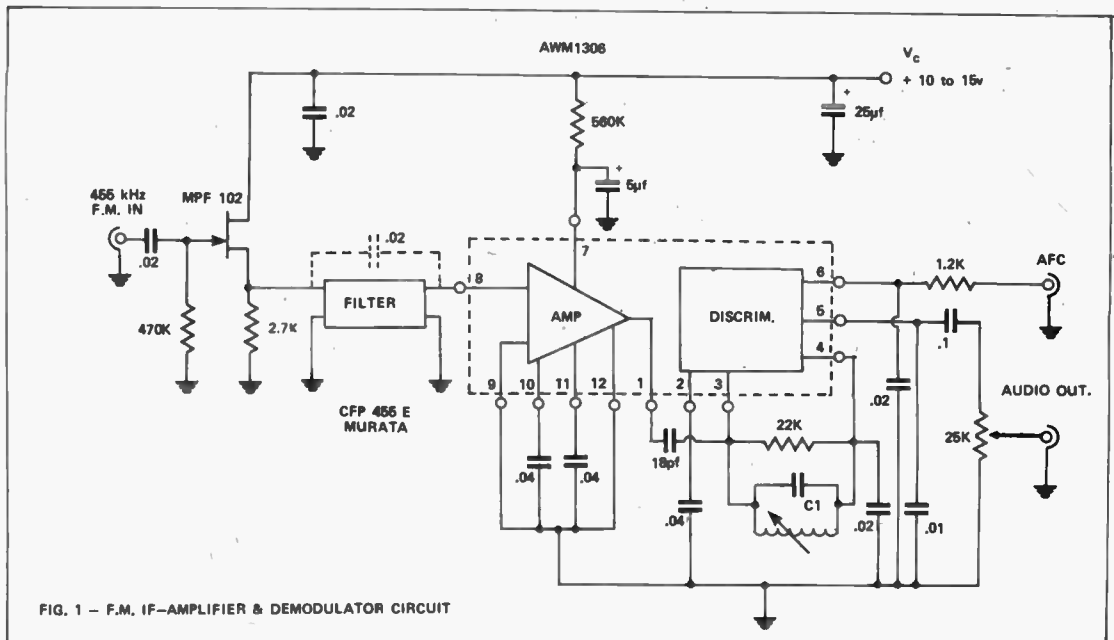 AWM1306
Vc
+ 10 to 15v
.02
560K
+
25µf
+
5µf
455 kHz
F.M. IN
MPF 102
.02
.02
7
8
FILTER
AMP
DISCRIM.
6
5
4
1.2K
AFC
.1
470K
2.7K
9
10
11
12
1
2
3
.02
AUDIO OUT.
CFP 455 E
MURATA
22K
25K
18pf
.04
.04
.04
C1
.02
.01
FIG. 1 – F.M. IF–AMPLIFIER & DEMODULATOR CIRCUIT